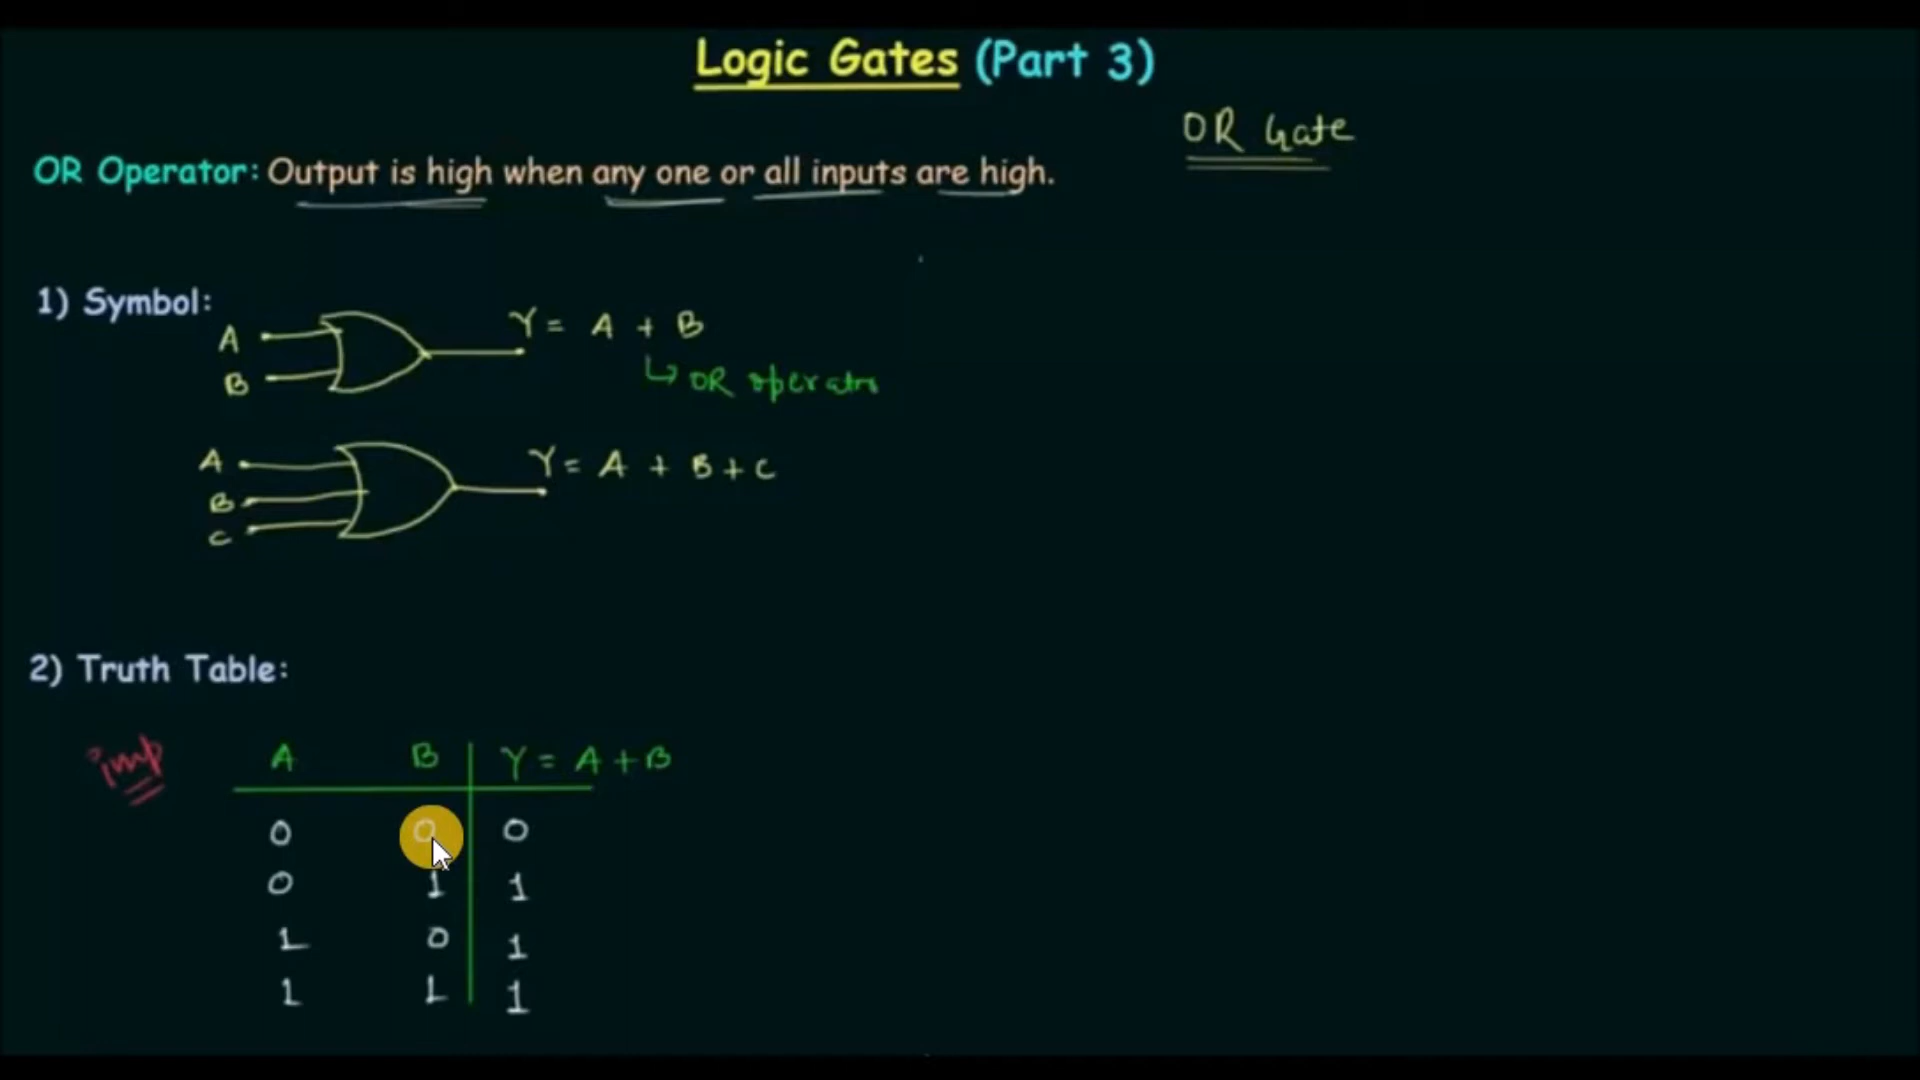 Logic Gates (Part 3)
OR Gate
OR Operator: Output is high when any one or all inputs are high.
1) Symbol:
A
B
Y = A + B
↳ OR operator
A
B
C
Y = A + B + C
2) Truth Table:
imp
A B Y = A + B
0 0 0
0 1 1
1 0 1
1 1 1